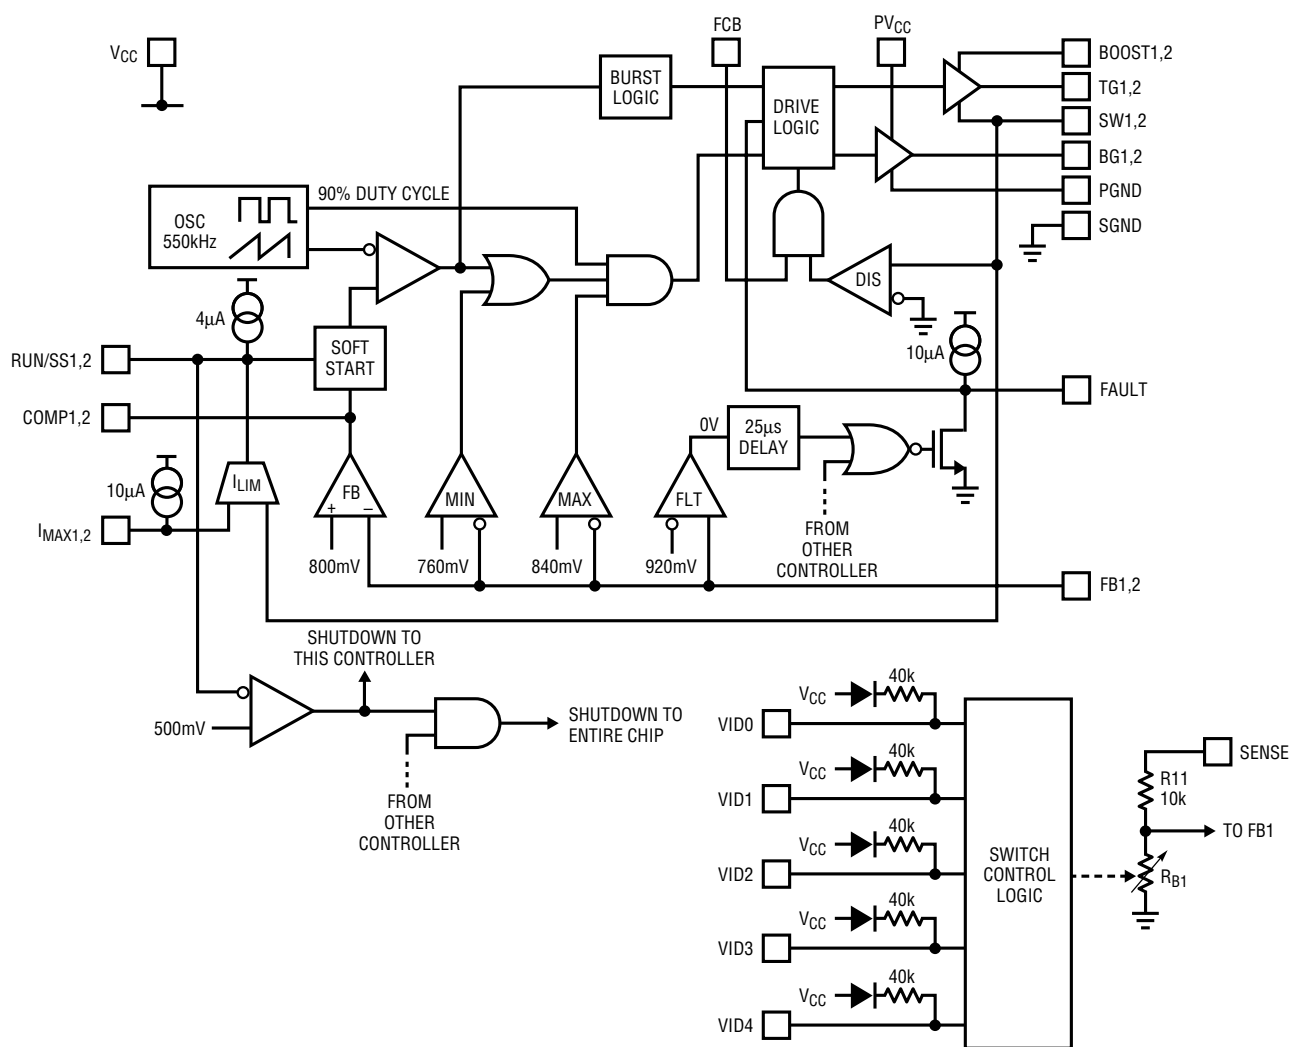 VCC
FCB
PVCC
BURST
LOGIC
DRIVE
LOGIC
BOOST1,2
TG1,2
SW1,2
BG1,2
PGND
SGND
OSC
550kHz
90% DUTY CYCLE
DIS
4µA
10µA
RUN/SS1,2
SOFT
START
FAULT
COMP1,2
0V
25µs
DELAY
10µA
ILIM
FB
+ −
MIN
MAX
FLT
IMAX1,2
FROM
OTHER
CONTROLLER
800mV
760mV
840mV
920mV
FB1,2
SHUTDOWN TO
THIS CONTROLLER
500mV
SHUTDOWN TO
ENTIRE CHIP
FROM
OTHER
CONTROLLER
VCC
40k
VID0
VCC
40k
VID1
VCC
40k
VID2
VCC
40k
VID3
VCC
40k
VID4
SWITCH
CONTROL
LOGIC
SENSE
R11
10k
TO FB1
RB1